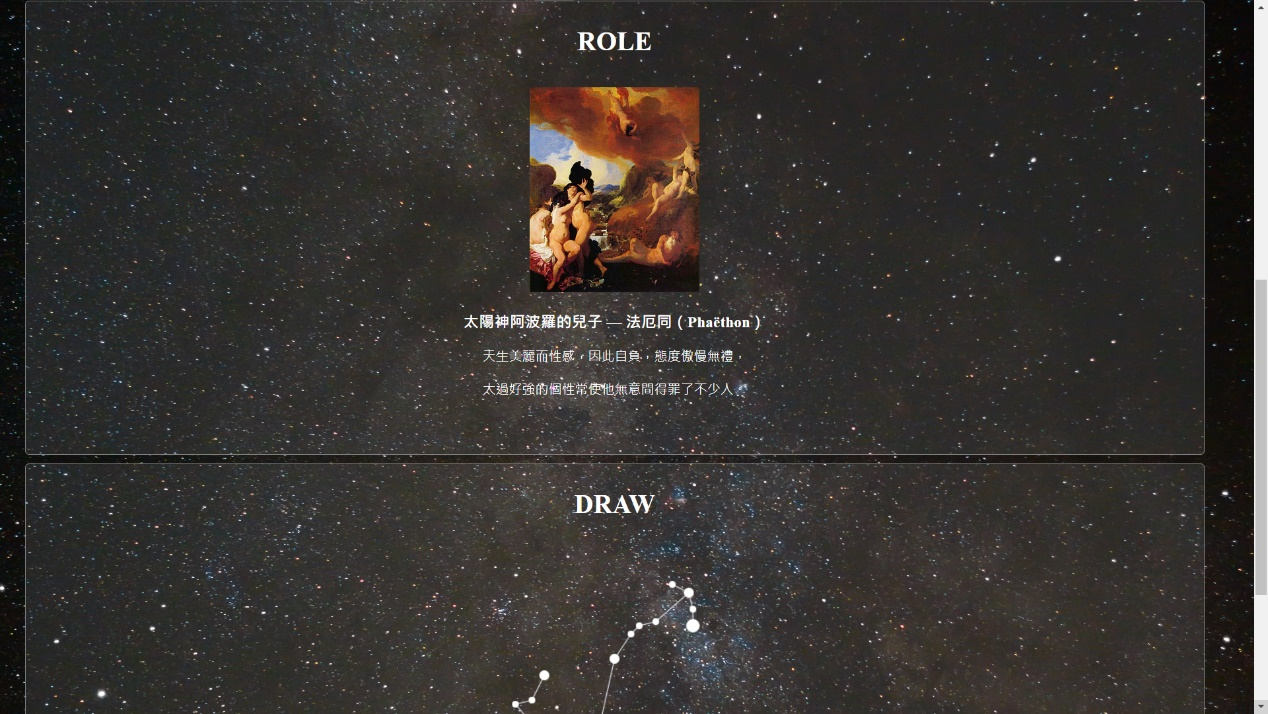 ROLE
太陽神阿波羅的兒子 — 法厄同 ( Phaëthon )
天生美麗而性感，因此自負，態度傲慢無禮，
太過好強的個性常使他無意間得罪了不少人。
DRAW